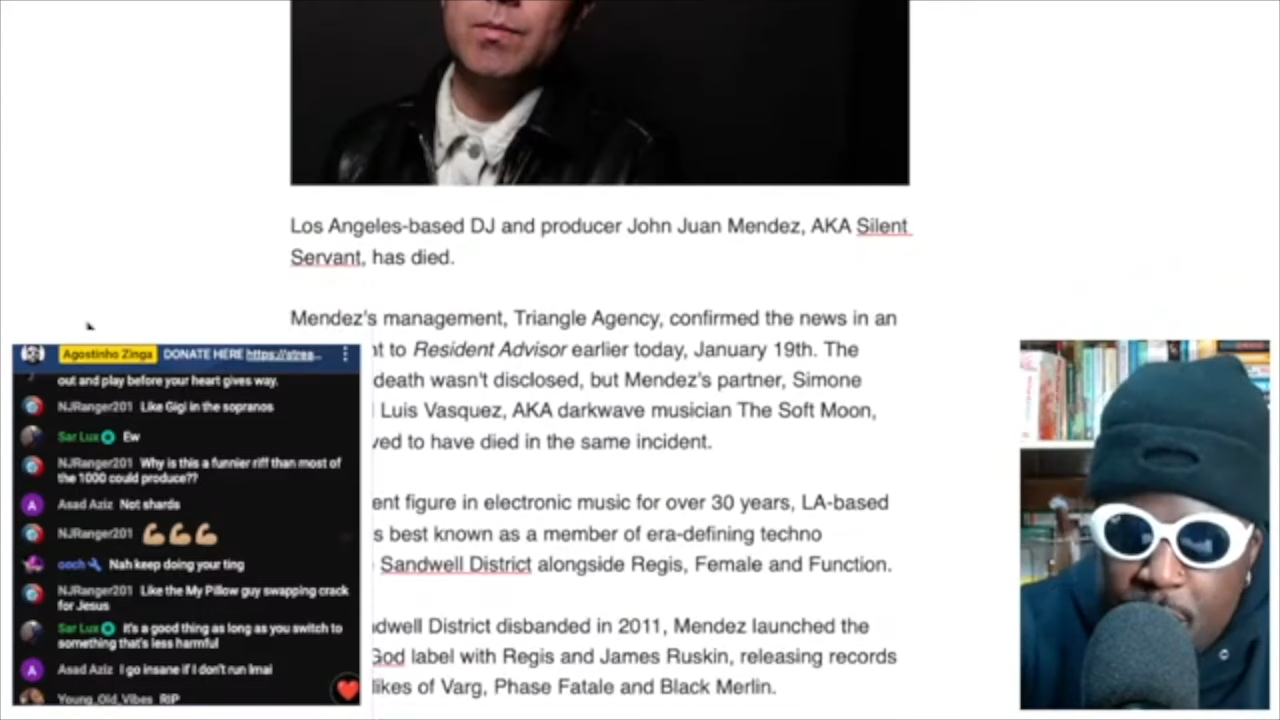 Los Angeles-based DJ and producer John Juan Mendez, AKA Silent
Servant, has died.
Mendez's management, Triangle Agency, confirmed the news in an
to Resident Advisor earlier today, January 19th. The
death wasn't disclosed, but Mendez's partner, Simone
Luis Vasquez, AKA darkwave musician The Soft Moon,
to have died in the same incident.
figure in electronic music for over 30 years, LA-based
best known as a member of era-defining techno
Sandwell District alongside Regis, Female and Function.
District disbanded in 2011, Mendez launched the
God label with Regis and James Ruskin, releasing records
likes of Varg, Phase Fatale and Black Merlin.
Agostinho Zinga DONATE HERE https://strea...
out and play before your heart gives way.
NJRanger201 Like Gigi in the sopranos
Sar Lux Ew
NJRanger201 Why is this a funnier riff than most of
the 1000 could produce??
A Asad Aziz Not shards
NJRanger201 💪💪💪
ooch Nah keep doing your ting
NJRanger201 Like the My Pillow guy swapping crack
for Jesus
Sar Lux it's a good thing as long as you switch to
something that's less harmful
A Asad Aziz I go insane if I don't run lmai
Young_Old_Vibes RIP